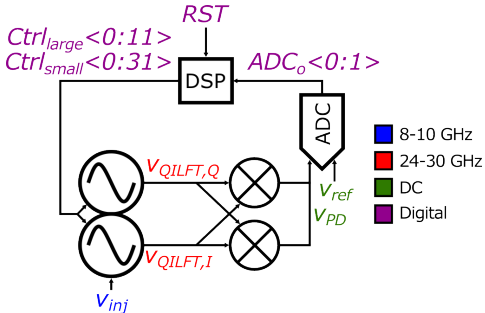 RST
Ctrl_large<0:11>
Ctrl_small<0:31>
ADC_o<0:1>
DSP
ADC
8-10 GHz
24-30 GHz
DC
Digital
v_QILFT,Q
v_ref
v_PD
v_QILFT,I
v_inj